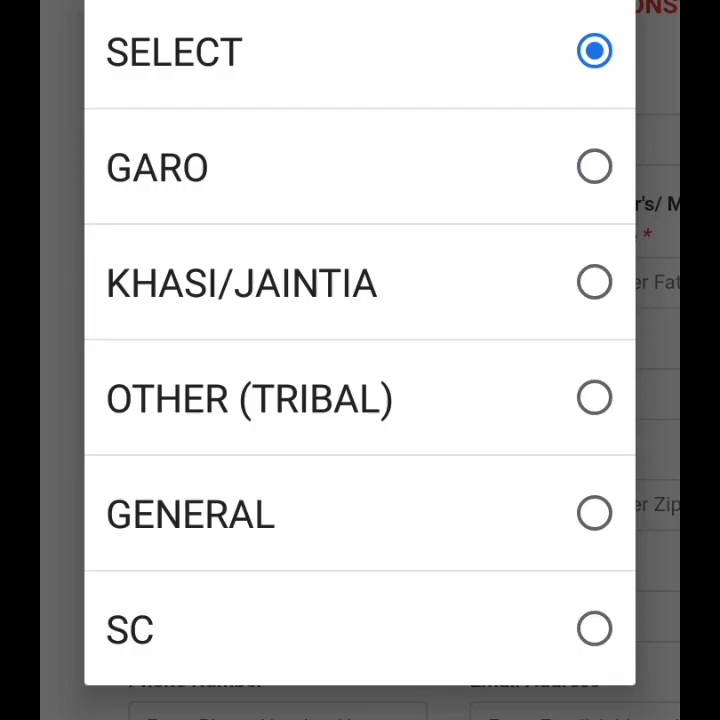 SELECT
GARO
KHASI/JAINTIA
OTHER (TRIBAL)
GENERAL
SC